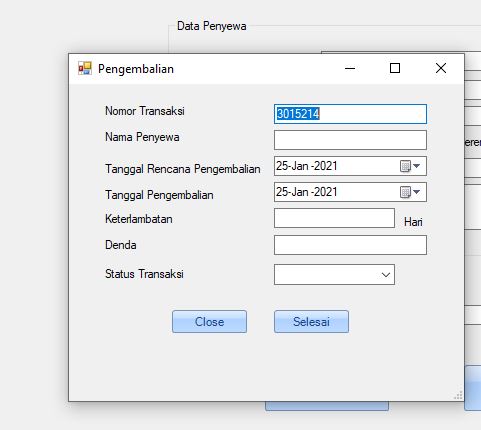 Data Penyewa
Pengembalian
Nomor Transaksi 3015214
Nama Penyewa
Tanggal Rencana Pengembalian 25-Jan -2021
Tanggal Pengembalian 25-Jan -2021
Keterlambatan Hari
Denda
Status Transaksi
Close Selesai